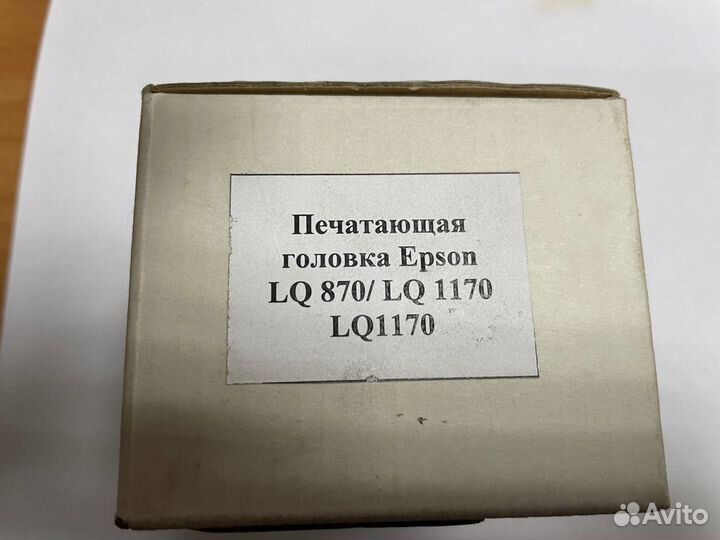 Печатающая
головка Epson
LQ 870/ LQ 1170
LQ1170
Avito